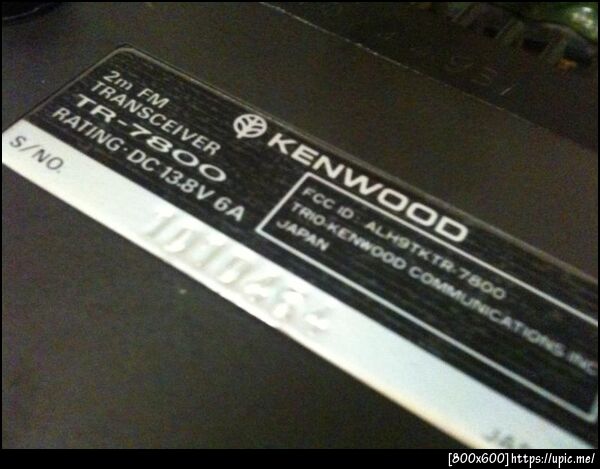 2m FM
TRANSCEIVER
TR-7800
RATING: DC 13.8V 6A
KENWOOD
FCC ID: ALH9TKTR-7800
TRIO-KENWOOD COMMUNICATIONS, INC
JAPAN
S/NO.
[800x600]https://upic.me/